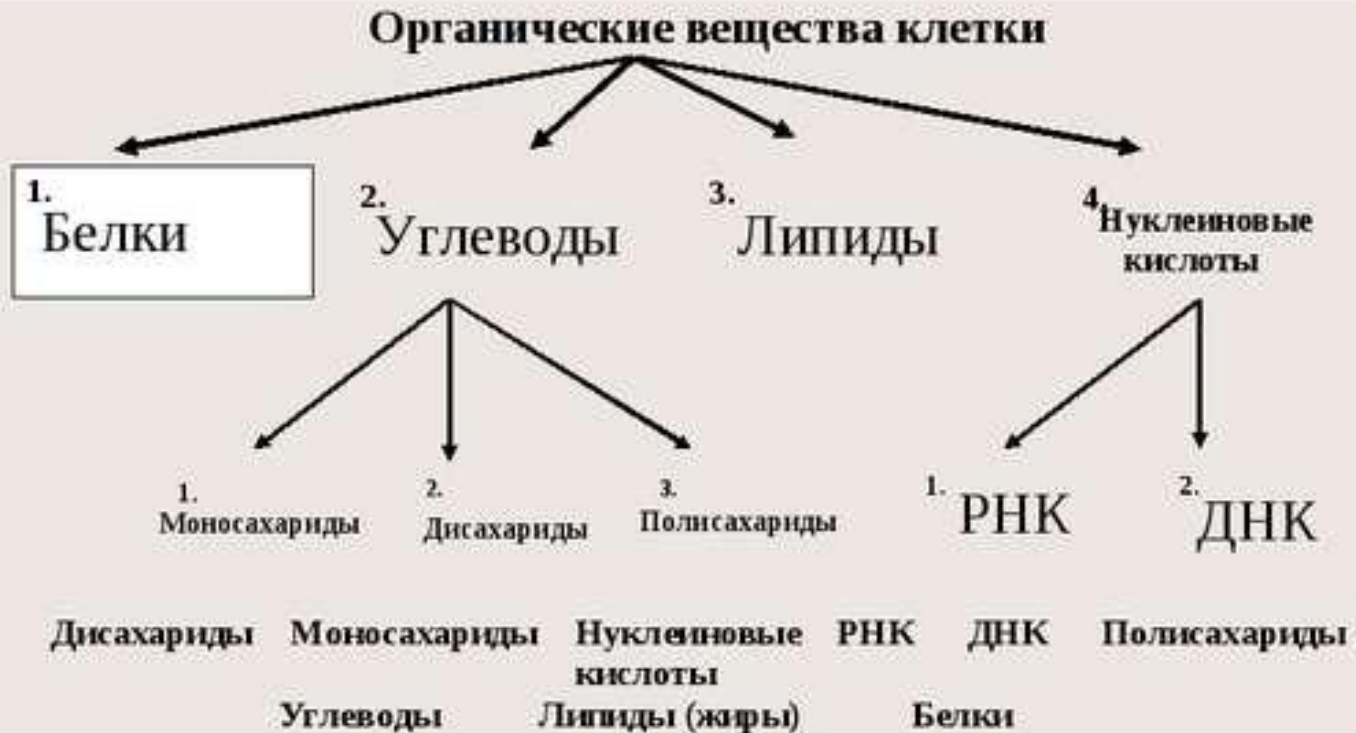 Органические вещества клетки
1.
Белки
2.
Углеводы
3.
Липиды
4.
Нуклеиновые
кислоты
1.
Моносахариды
2.
Дисахариды
3.
Полисахариды
1.
РНК
2.
ДНК
Дисахариды Моносахариды Нуклеиновые РНК ДНК Полисахариды
кислоты
Углеводы Липиды (жиры) Белки